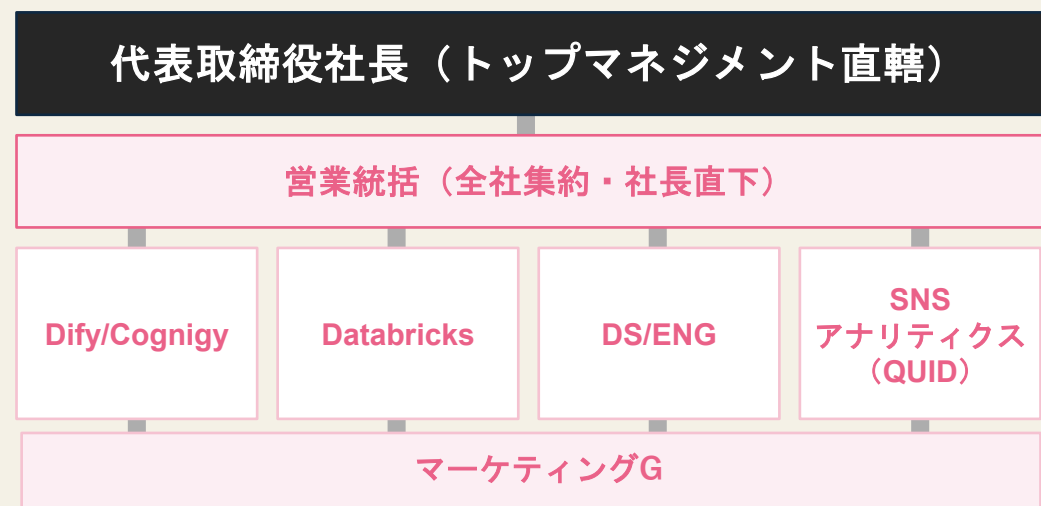 代表取締役社長（トップマネジメント直轄）
営業統括（全社集約・社長直下）
Dify/Cognigy
Databricks
DS/ENG
SNS
アナリティクス
（QUID）
マーケティングG